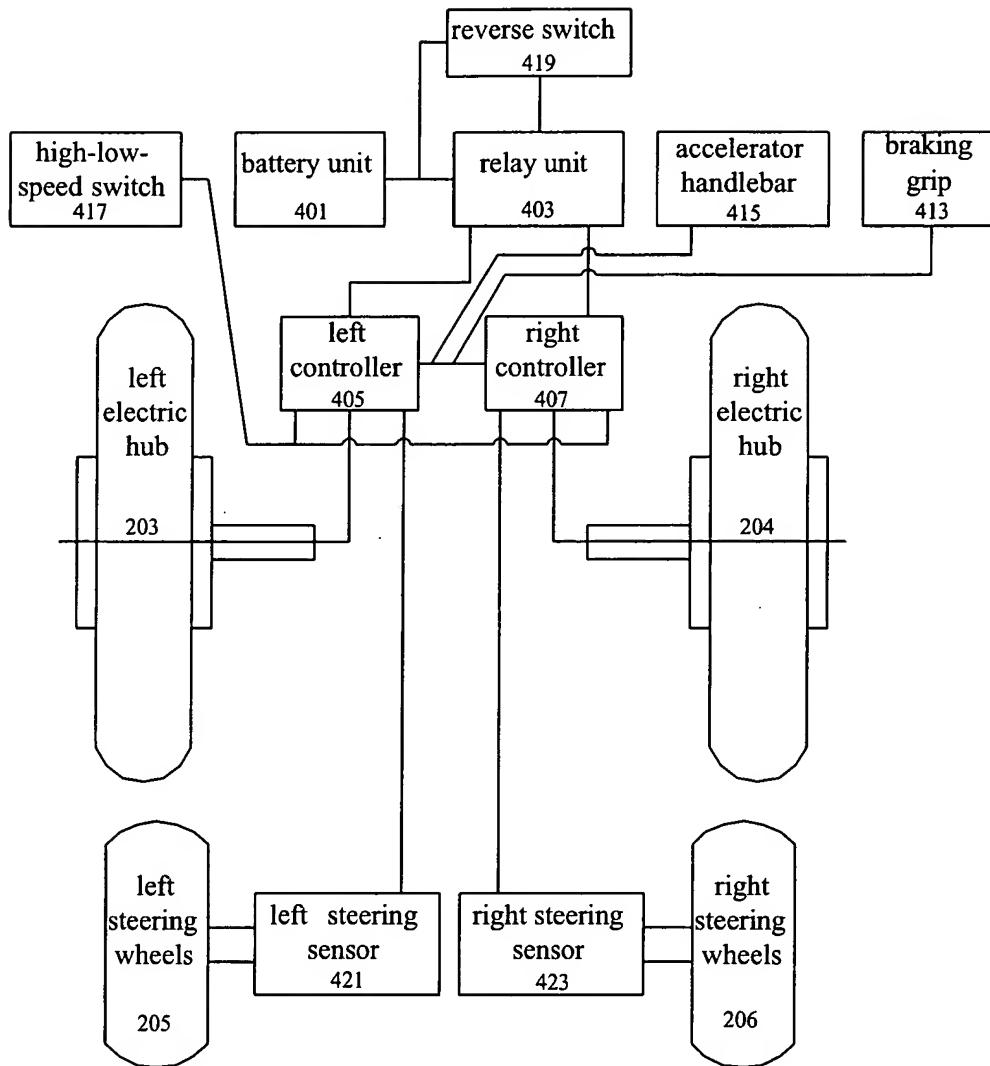 reverse switch
419
high-low-
speed switch
417
battery unit
401
relay unit
403
accelerator
handlebar
415
braking
grip
413
left
controller
405
right
controller
407
left
electric
hub
203
right
electric
hub
204
left
steering
wheels
205
left steering
sensor
421
right steering
sensor
423
right
steering
wheels
206